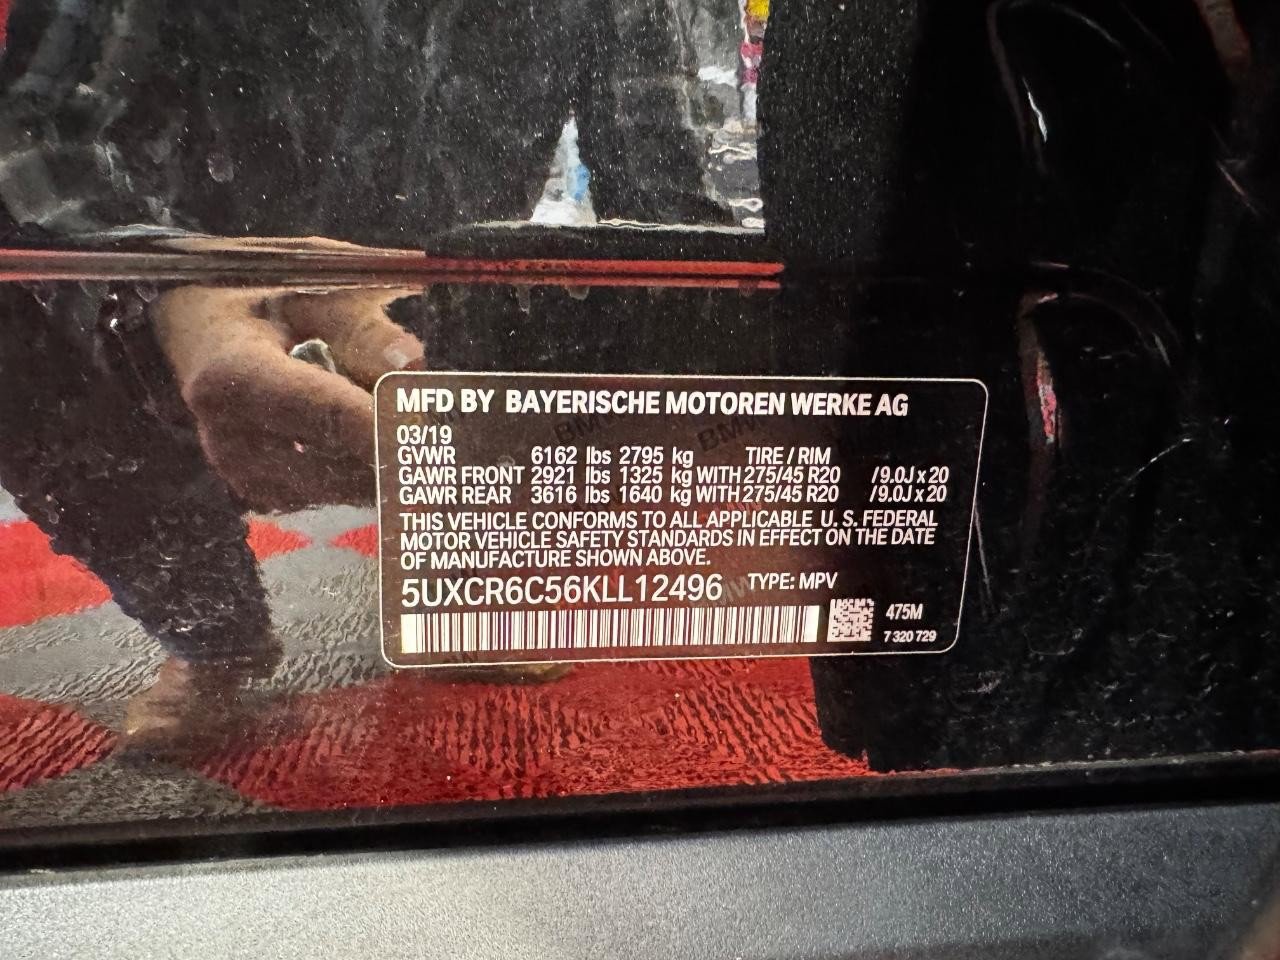 MFD BY BAYERISCHE MOTOREN WERKE AG
03/19
GVWR 6162 lbs 2795 kg TIRE / RIM
GAWR FRONT 2921 lbs 1325 kg WITH 275/45 R20 /9.0J x 20
GAWR REAR 3616 lbs 1640 kg WITH 275/45 R20 /9.0J x 20
THIS VEHICLE CONFORMS TO ALL APPLICABLE U. S. FEDERAL
MOTOR VEHICLE SAFETY STANDARDS IN EFFECT ON THE DATE
OF MANUFACTURE SHOWN ABOVE.
5UXCR6C56KLL12496 TYPE: MPV
475M
7 320 729